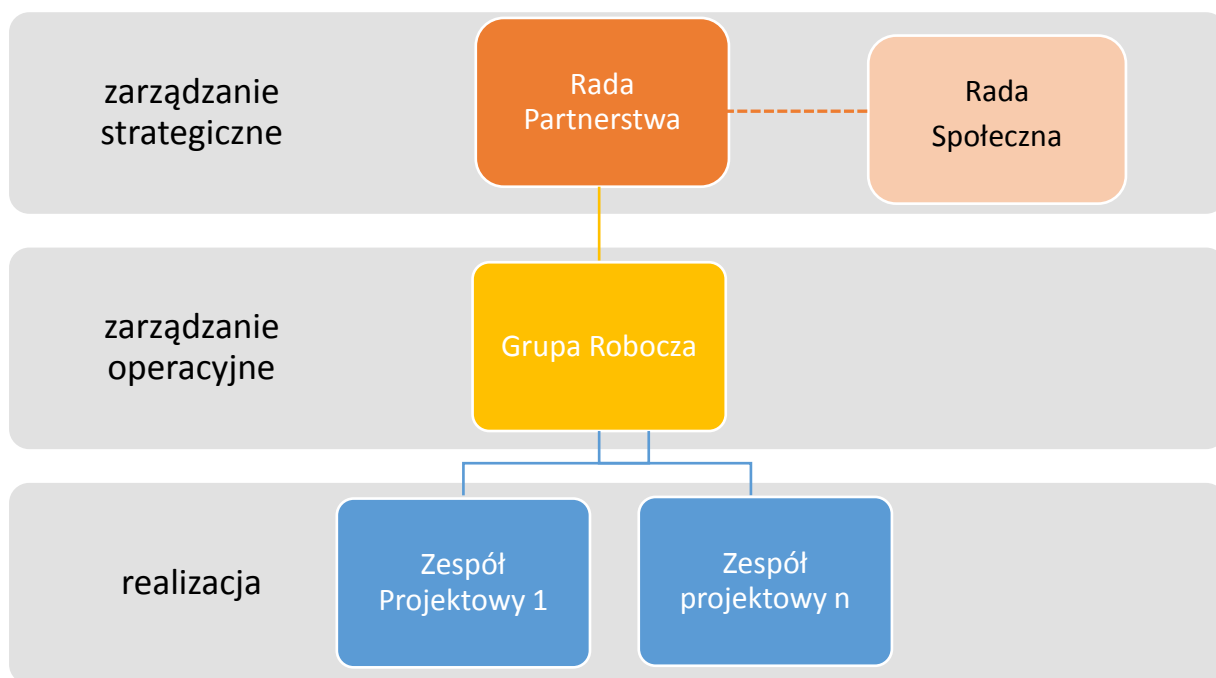 zarządzanie
strategiczne
Rada
Partnerstwa
Rada
Społeczna
zarządzanie
operacyjne
Grupa Robocza
realizacja
Zespół
Projektowy 1
Zespół
projektowy n